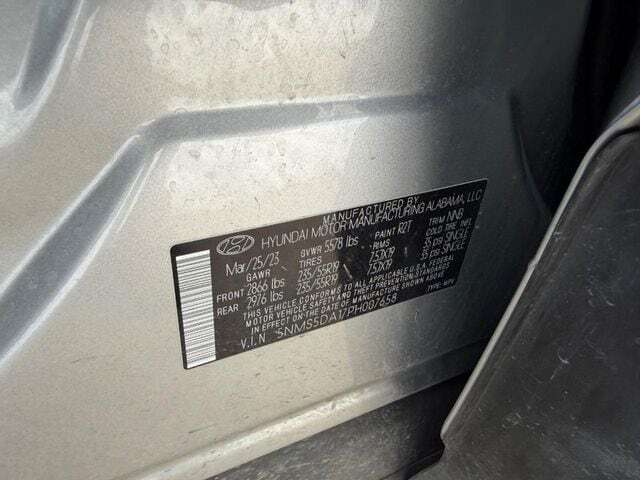 MANUFACTURED BY
HYUNDAI MOTOR MANUFACTURING ALABAMA, LLC
Mar/25/23 GVWR 5578 lbs PAINT R2T TRIM NNB
GAWR TIRES RIMS COLD TIRE INFL.
FRONT 2866 lbs 235/55R19 7.5JX19 35 PSI SINGLE
REAR 2976 lbs 235/55R19 7.5JX19 35 PSI SINGLE
THIS VEHICLE CONFORMS TO ALL APPLICABLE U.S.A. FEDERAL
MOTOR VEHICLE SAFETY AND THEFT PREVENTION STANDARDS
IN EFFECT ON THE DATE OF MANUFACTURE SHOWN ABOVE.
V.I.N 5NMS5DA17PH007658 TYPE: MPV